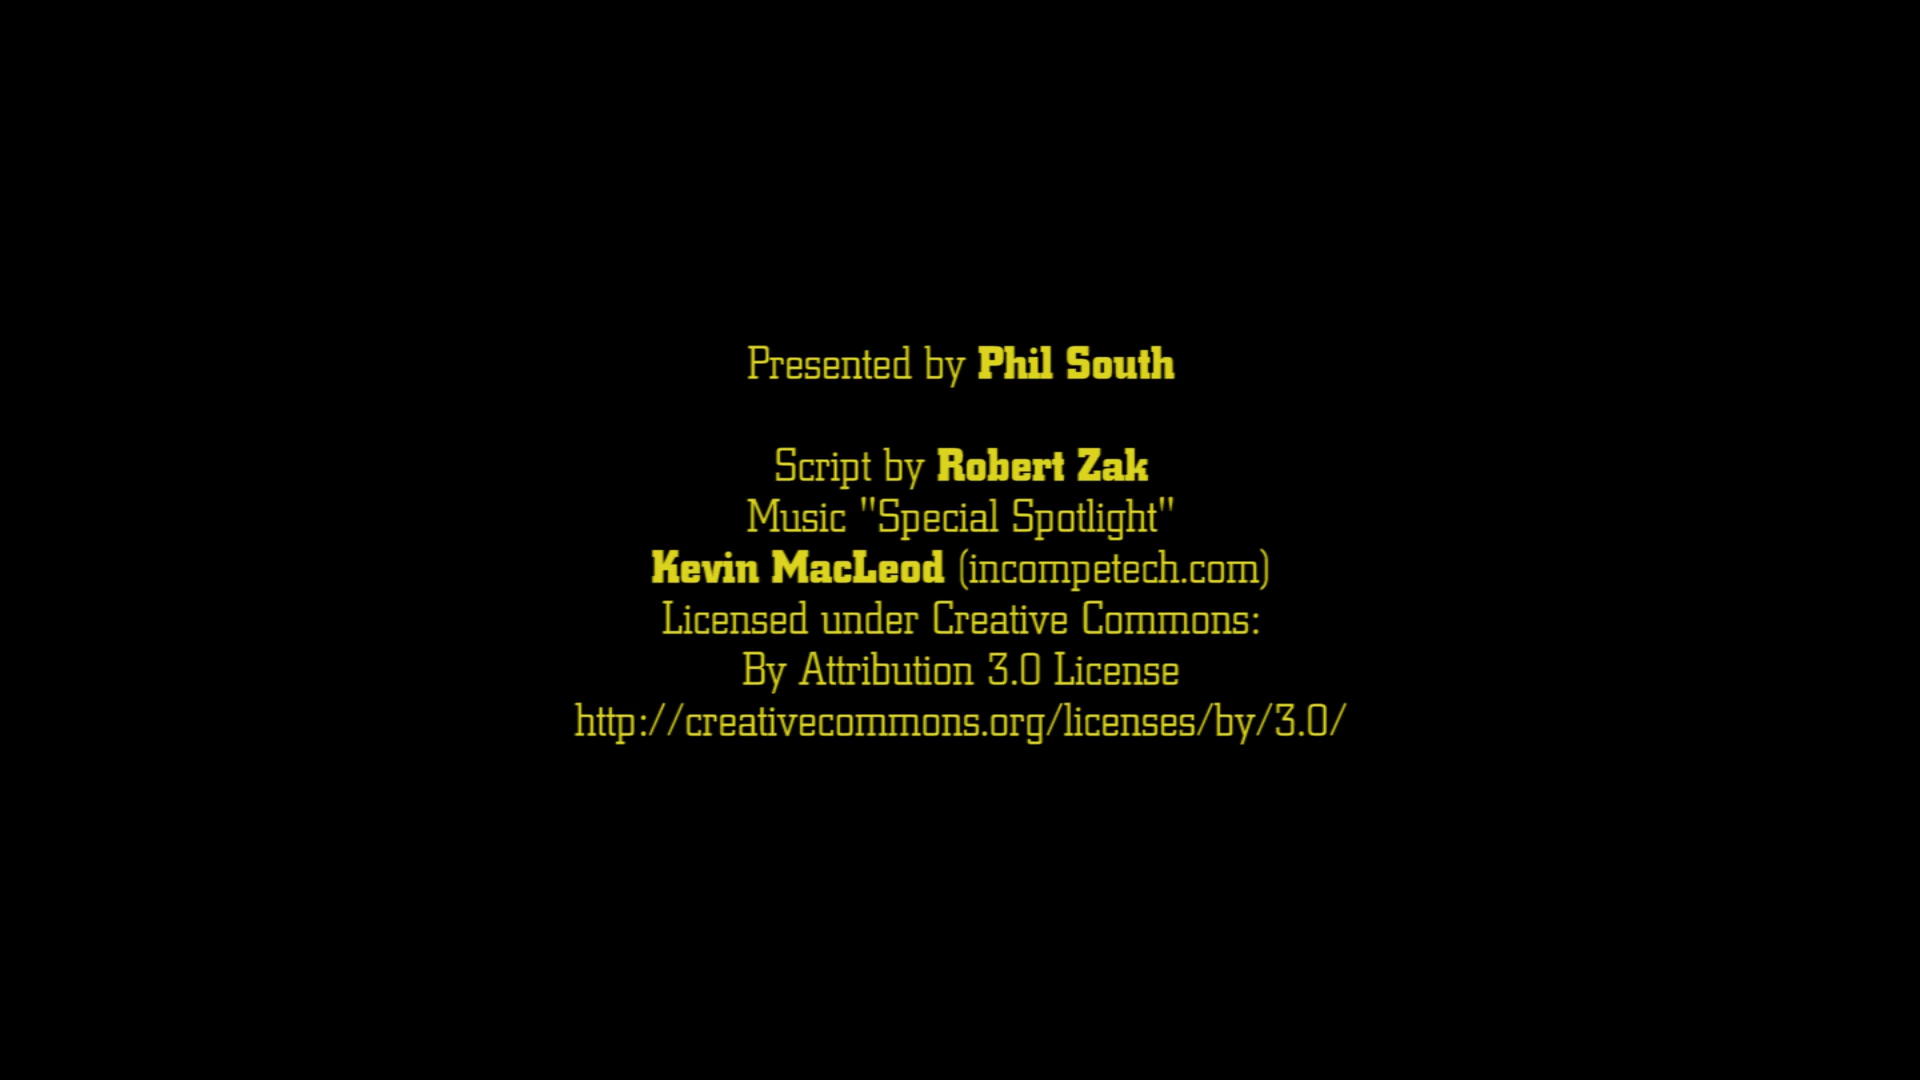 Presented by Phil South
Script by Robert Zak
Music "Special Spotlight"
Kevin MacLeod (incompetech.com)
Licensed under Creative Commons:
By Attribution 3.0 License
http://creativecommons.org/licenses/by/3.0/